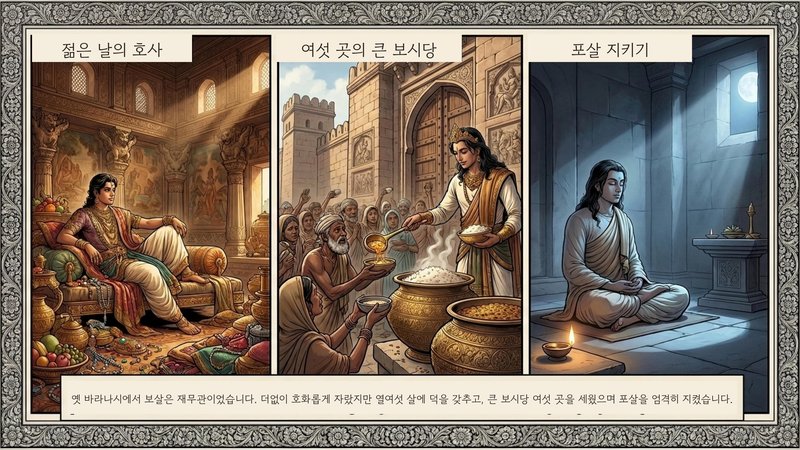 젊은 날의 호사
여섯 곳의 큰 보시당
포살 지키기
옛 바라나시에서 보살은 재무관이었습니다. 더없이 호화롭게 자랐지만 열여섯 살에 덕을 갖추고, 큰 보시당 여섯 곳을 세웠으며 포살을 엄격히 지켰습니다.